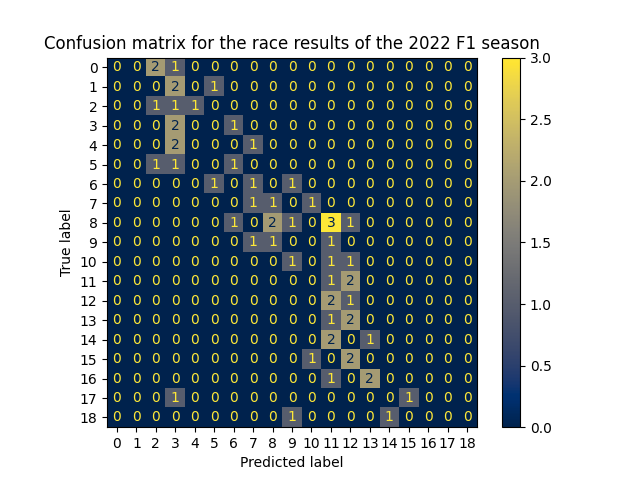 Confusion matrix for the race results of the 2022 F1 season
True label
0 0 0 2 1 0 0 0 0 0 0 0 0 0 0 0 0 0 0 0
1 0 0 0 2 0 1 0 0 0 0 0 0 0 0 0 0 0 0 0
2 0 0 1 1 1 0 0 0 0 0 0 0 0 0 0 0 0 0 0
3 0 0 0 2 0 0 1 0 0 0 0 0 0 0 0 0 0 0 0
4 0 0 0 2 0 0 0 1 0 0 0 0 0 0 0 0 0 0 0
5 0 0 1 1 0 0 1 0 0 0 0 0 0 0 0 0 0 0 0
6 0 0 0 0 0 1 0 1 0 1 0 0 0 0 0 0 0 0 0
7 0 0 0 0 0 0 0 1 1 0 1 0 0 0 0 0 0 0 0
8 0 0 0 0 0 0 1 0 2 1 0 3 1 0 0 0 0 0 0
9 0 0 0 0 0 0 0 1 1 0 0 1 0 0 0 0 0 0 0
10 0 0 0 0 0 0 0 0 0 1 0 1 1 0 0 0 0 0 0
11 0 0 0 0 0 0 0 0 0 0 0 1 2 0 0 0 0 0 0
12 0 0 0 0 0 0 0 0 0 0 0 2 1 0 0 0 0 0 0
13 0 0 0 0 0 0 0 0 0 0 0 1 2 0 0 0 0 0 0
14 0 0 0 0 0 0 0 0 0 0 0 2 0 1 0 0 0 0 0
15 0 0 0 0 0 0 0 0 0 0 1 0 2 0 0 0 0 0 0
16 0 0 0 0 0 0 0 0 0 0 0 1 0 2 0 0 0 0 0
17 0 0 0 1 0 0 0 0 0 0 0 0 0 0 0 1 0 0 0
18 0 0 0 0 0 0 0 0 0 1 0 0 0 0 1 0 0 0 0
0 1 2 3 4 5 6 7 8 9 10 11 12 13 14 15 16 17 18
Predicted label
3.0
2.5
2.0
1.5
1.0
0.5
0.0